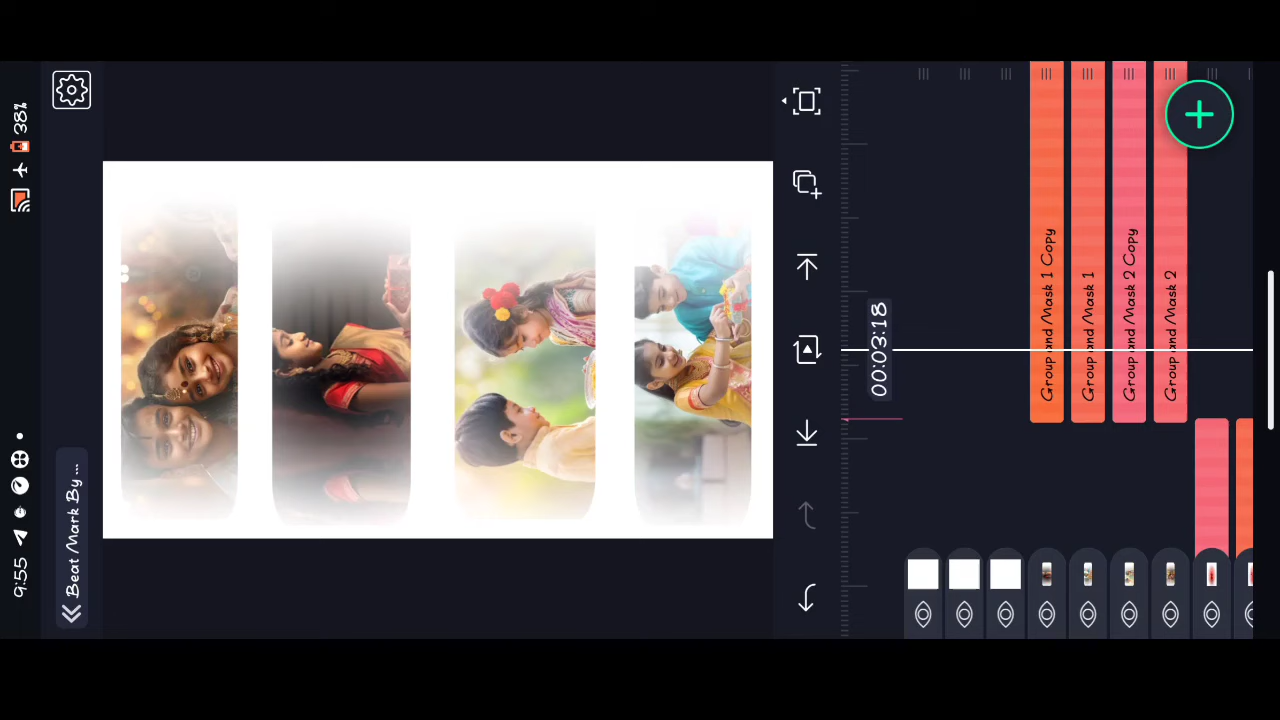 9:55
38%
Beat Mark By...
00:03:18
Group and Mask 1 Copy
Group and Mask 1
Group and Mask 2 Copy
Group and Mask 2